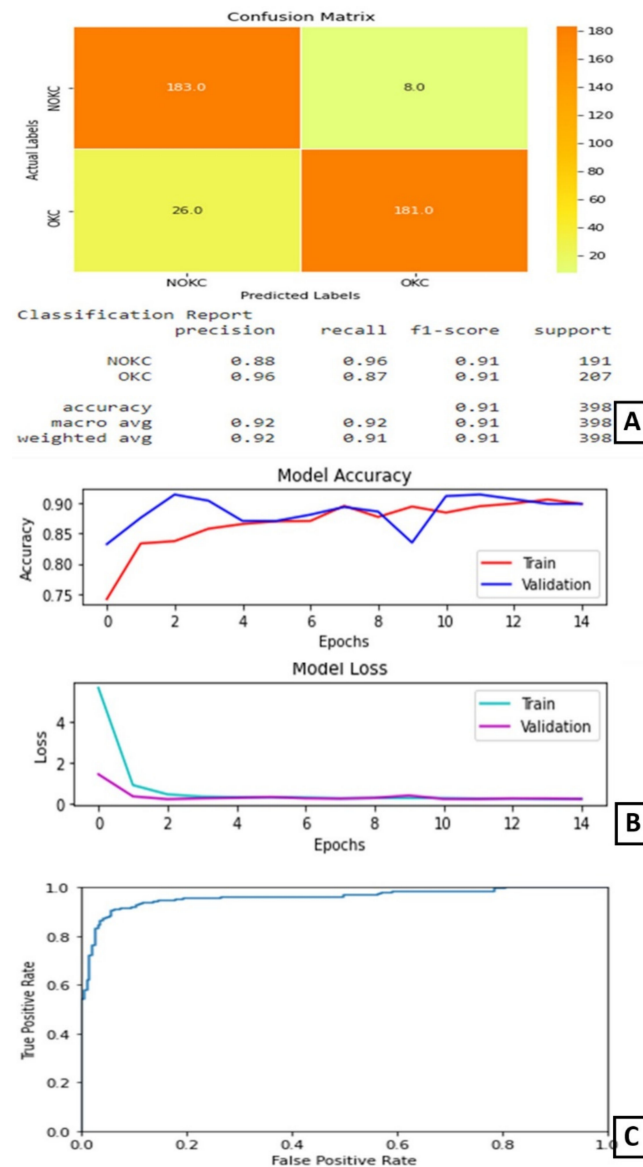 Confusion Matrix
Actual Labels
NOKC
183.0
8.0
OKC
26.0
181.0
NOKC
OKC
Predicted Labels
180
160
140
120
100
80
60
40
20
Classification Report
precision recall f1-score support
NOKC 0.88 0.96 0.91 191
OKC 0.96 0.87 0.91 207
accuracy 0.91 398
macro avg 0.92 0.92 0.91 398
weighted avg 0.92 0.91 0.91 398
A
Model Accuracy
Accuracy
0.90
0.85
0.80
0.75
Train
Validation
0 2 4 6 8 10 12 14
Epochs
Model Loss
Loss
4
2
0
Train
Validation
0 2 4 6 8 10 12 14
Epochs
B
True Positive Rate
1.0
0.8
0.6
0.4
0.2
0.0
0.0 0.2 0.4 0.6 0.8 1.0
False Positive Rate
C